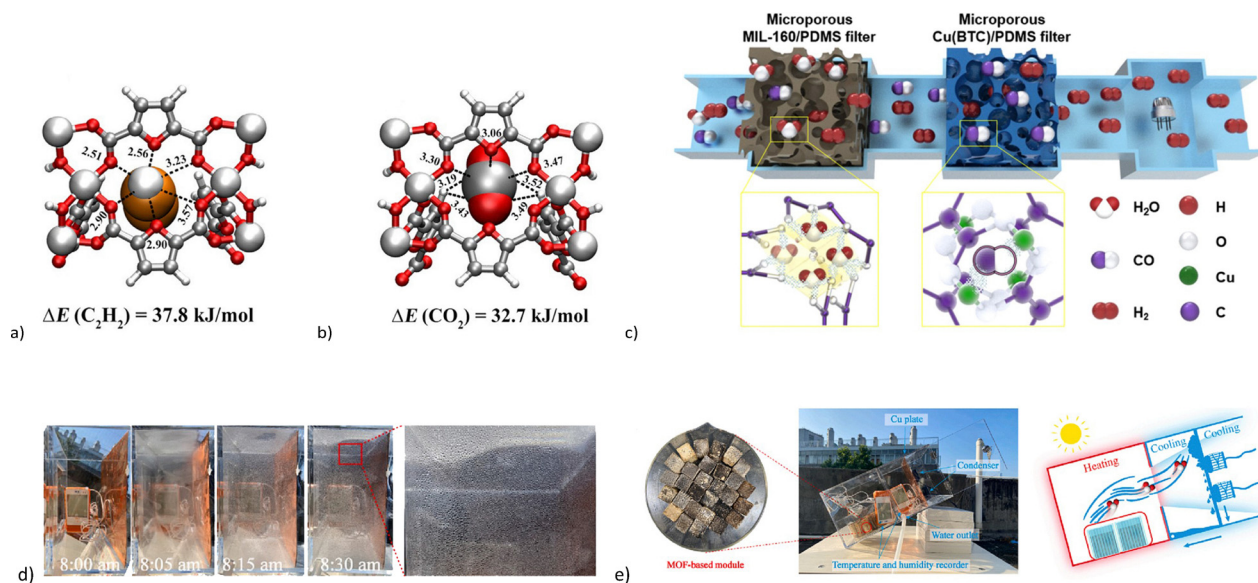 2.51
2.56
3.23
2.90
3.57
2.90
ΔE (C₂H₂) = 37.8 kJ/mol
a)
3.06
3.30
3.47
3.19
3.43
3.49
ΔE (CO₂) = 32.7 kJ/mol
b)
Microporous
MIL-160/PDMS filter
Microporous
Cu(BTC)/PDMS filter
H₂O
H
CO
O
Cu
H₂
C
c)
8:00 am
8:05 am
8:15 am
8:30 am
d)
MOF-based module
Cu plate
Condenser
Water outlet
Temperature and humidity recorder
Heating
Cooling
Cooling
e)